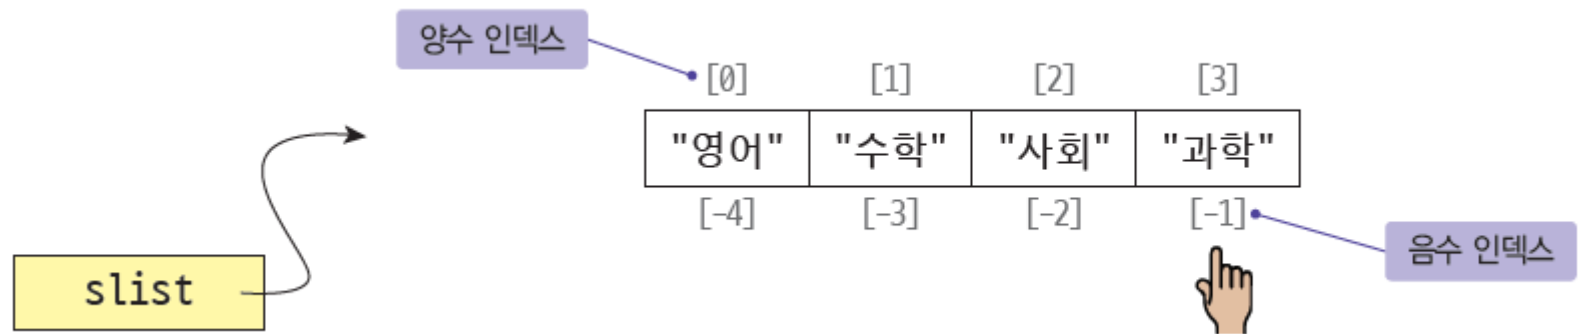 양수 인덱스
[0] [1] [2] [3]
"영어" "수학" "사회" "과학"
[-4] [-3] [-2] [-1]
음수 인덱스
slist